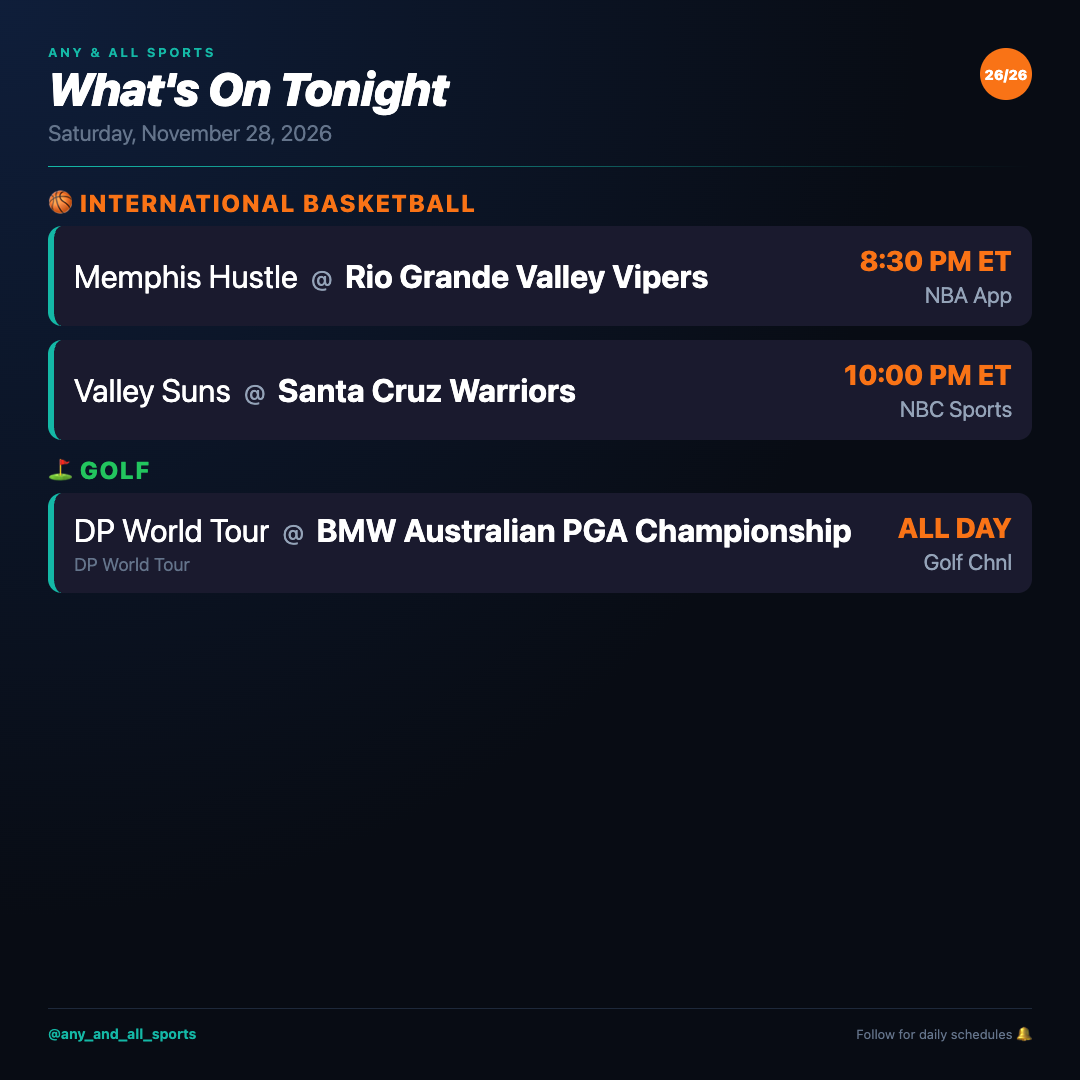 ANY & ALL SPORTS
What's On Tonight
26/26
Saturday, November 28, 2026
🏀 INTERNATIONAL BASKETBALL
Memphis Hustle @ Rio Grande Valley Vipers
8:30 PM ET
NBA App
Valley Suns @ Santa Cruz Warriors
10:00 PM ET
NBC Sports
⛳ GOLF
DP World Tour @ BMW Australian PGA Championship
DP World Tour
ALL DAY
Golf Chnl
@any_and_all_sports
Follow for daily schedules 🔔